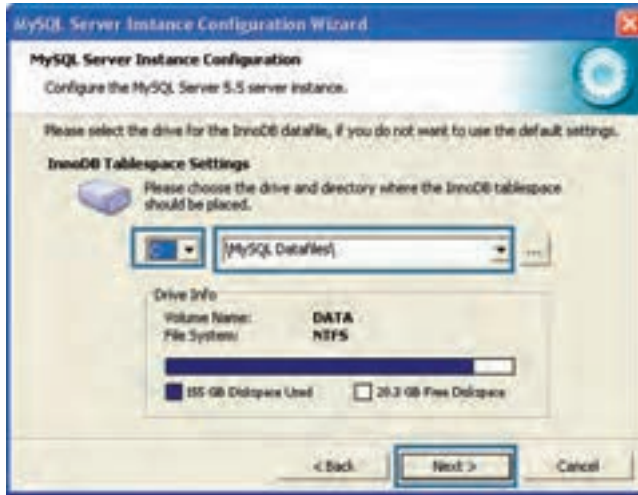 MySQL Server Instance Configuration Wizard
MySQL Server Instance Configuration
Configure the MySQL Server 5.5 server instance.
Please select the drive for the InnoDB datafile, if you do not want to use the default settings.
InnoDB Tablespace Settings
Please choose the drive and directory where the InnoDB tablespace
should be placed.
\MySQL Datafiles\ ...
Drive Info
Volume Name: DATA
File System: NTFS
155 GB Diskspace Used 20.3 GB Free Diskspace
< Back Next > Cancel